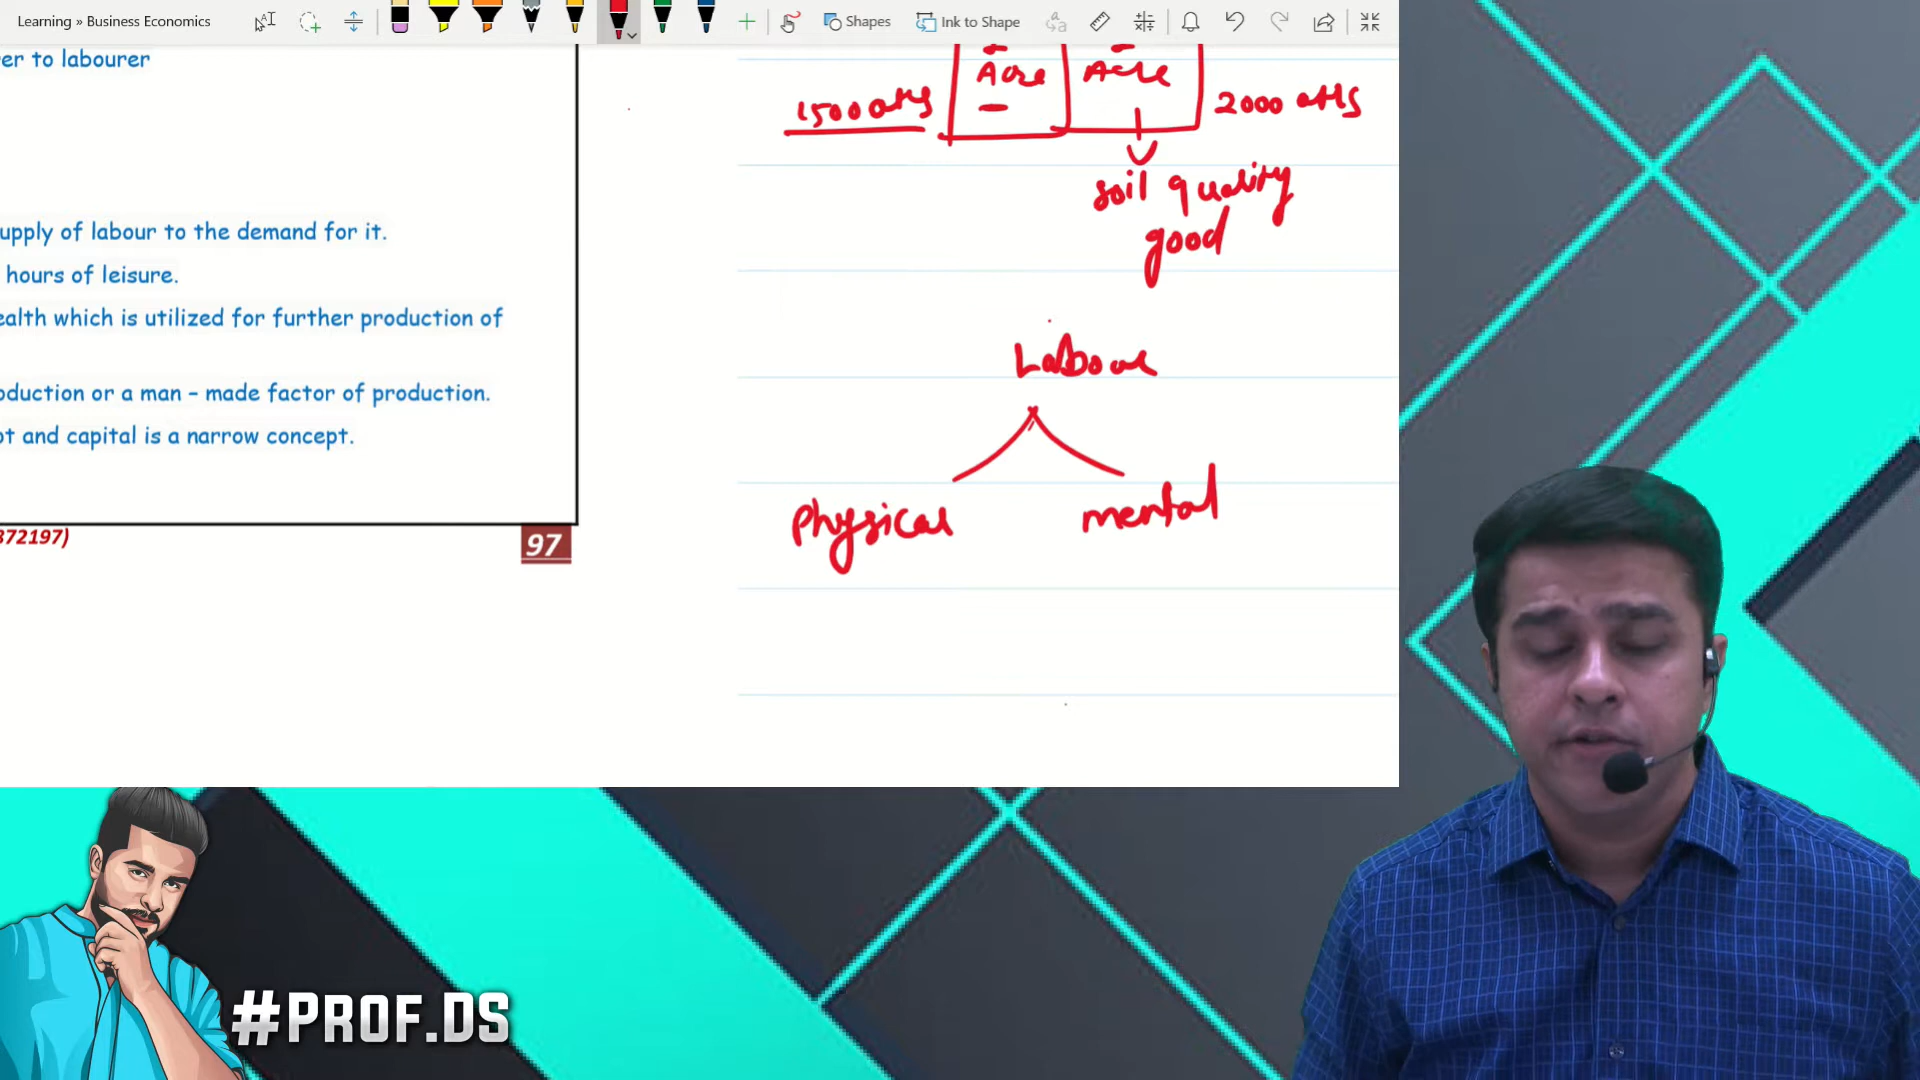 Learning » Business Economics
Shapes
Ink to Shape
er to labourer
upply of labour to the demand for it.
hours of leisure.
ealth which is utilized for further production of
oduction or a man – made factor of production.
ot and capital is a narrow concept.
372197)
97
Acre
Acre
1500
2000
soil quality
good
Labour
Physical
mental
#PROF.DS